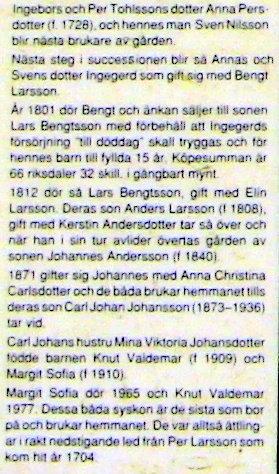 Ingebors och Per Tohlssons dotter Anna Pers-
dotter (f. 1728), och hennes man Sven Nilsson
blir nästa brukare av gården.
Nästa steg i successionen blir så Annas och
Svens dotter Ingegerd som gift sig med Bengt
Larsson.
År 1801 dör Bengt och änkan säljer till sonen
Lars Bengtsson med förbehåll att Ingegerds
försörjning "till döddag" skall tryggas och för
hennes barn till fyllda 15 år. Köpesumman är
66 riksdaler 32 skill. i gångbart mynt.
1812 dör så Lars Bengtsson, gift med Elin
Larsson. Deras son Anders Larsson (f 1808),
gift med Kerstin Andersdotter tar så över och
när han i sin tur avlider övertas gården av
sonen Johannes Andersson (f 1840).
1871 gifter sig Johannes med Anna Christina
Carlsdotter och de båda brukar hemmanet tills
deras son Carl Johan Johansson (1873–1936)
tar vid.
Carl Johans hustru Mina Viktoria Johansdotter
födde barnen Knut Valdemar (f 1909) och
Margit Sofia (f 1910).
Margit Sofia dör 1965 och Knut Valdemar
1977. Dessa båda syskon är de sista som bor
på och brukar hemmanet. De var alltså ättling-
ar i rakt nedstigande led från Per Larsson som
kom hit år 1704.